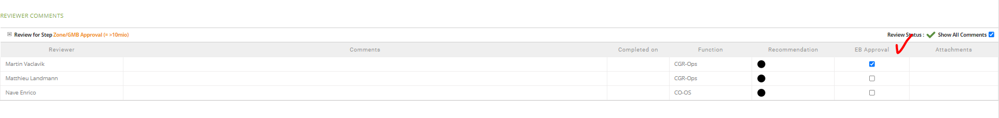 REVIEWER COMMENTS
Review for Step Zone/GMB Approval (= >10mio) Review Status : Show All Comments
Reviewer Comments Completed on Function Recommendation EB Approval Attachments
Martin Vaclavik CGR-Ops
Matthieu Landmann CGR-Ops
Nave Enrico CO-OS